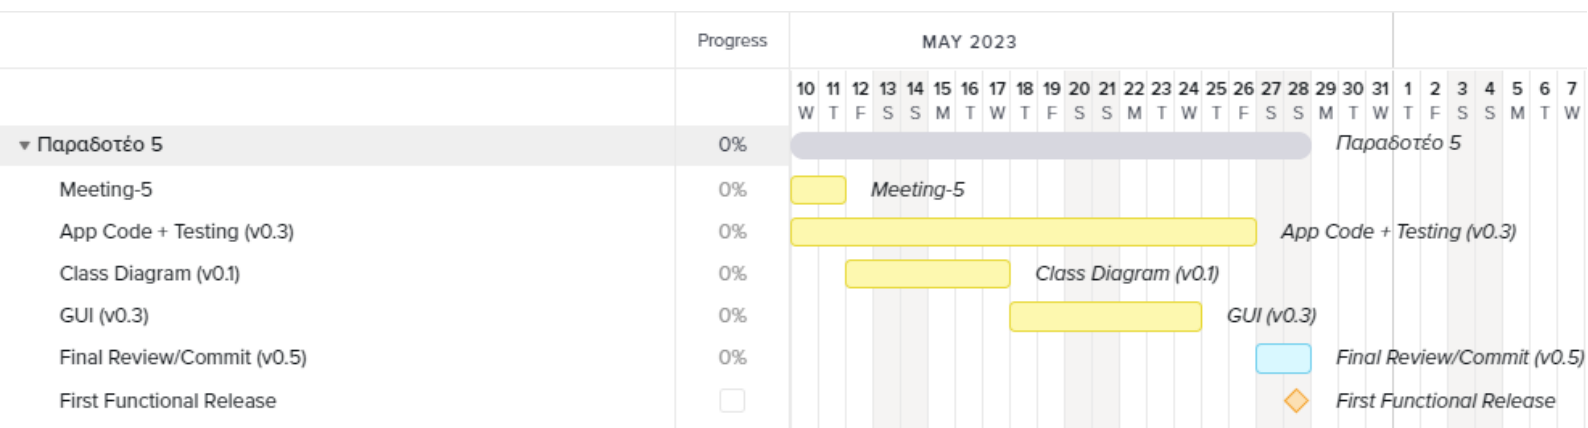 Progress MAY 2023
10 11 12 13 14 15 16 17 18 19 20 21 22 23 24 25 26 27 28 29 30 31 1 2 3 4 5 6 7
W T F S S M T W T F S S M T W T F S S M T W T F S S M T W
Παραδοτέο 5 0% Παραδοτέο 5
Meeting-5 0% Meeting-5
App Code + Testing (v0.3) 0% App Code + Testing (v0.3)
Class Diagram (v0.1) 0% Class Diagram (v0.1)
GUI (v0.3) 0% GUI (v0.3)
Final Review/Commit (v0.5) 0% Final Review/Commit (v0.5)
First Functional Release First Functional Release